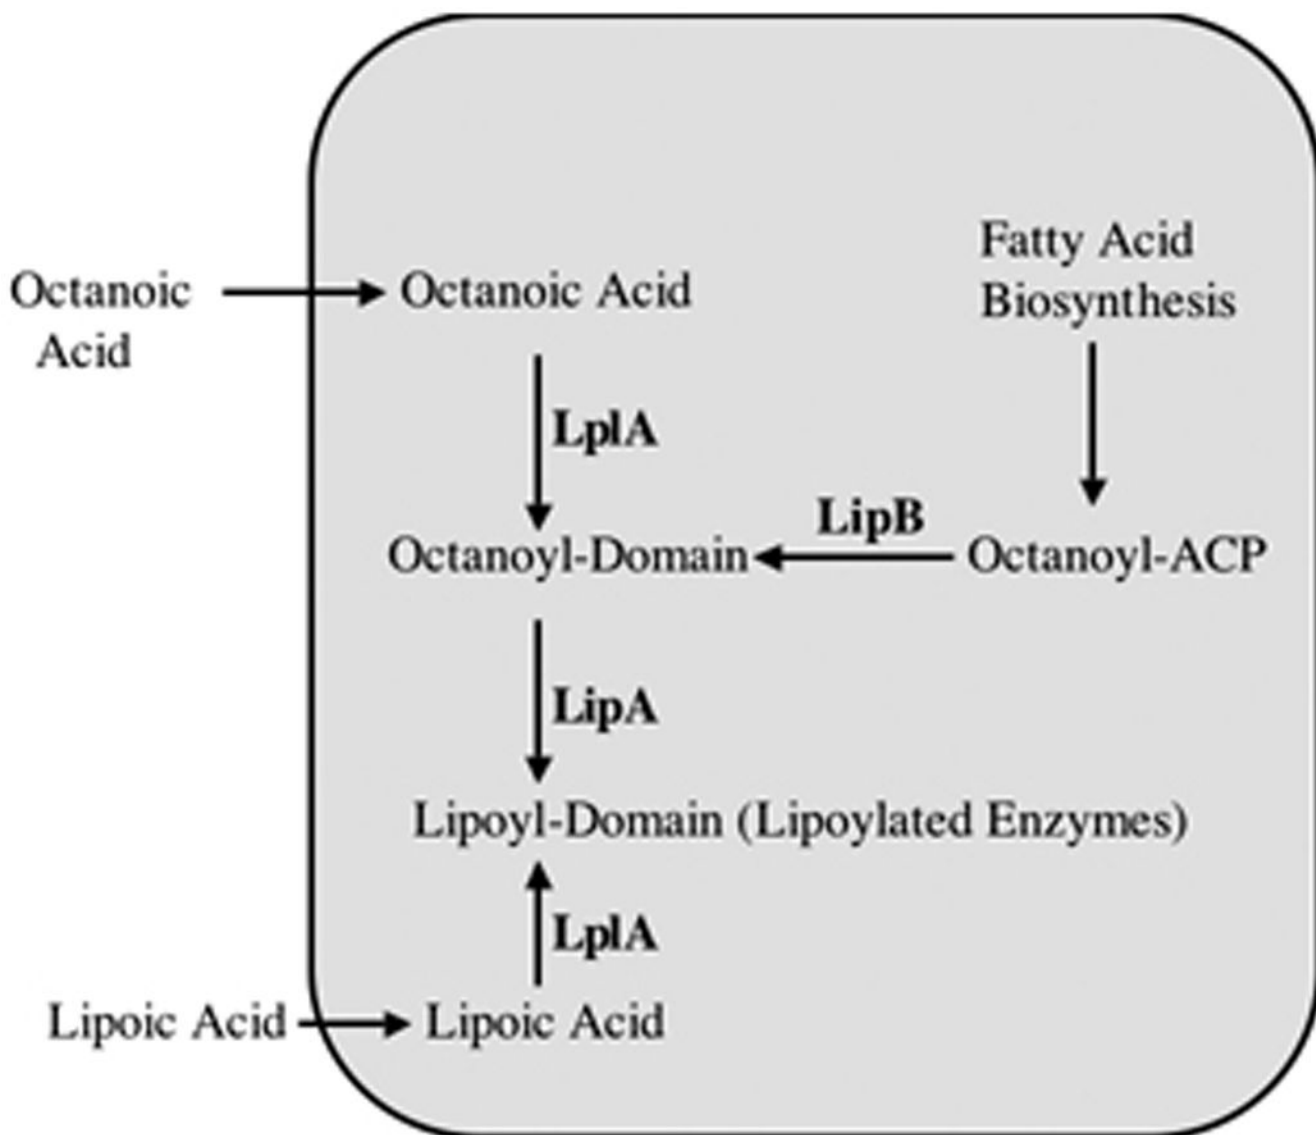 Fatty Acid
Biosynthesis
Octanoic
Acid
Octanoic Acid
LplA
LipB
Octanoyl-Domain
Octanoyl-ACP
LipA
Lipoyl-Domain (Lipoylated Enzymes)
LplA
Lipoic Acid
Lipoic Acid